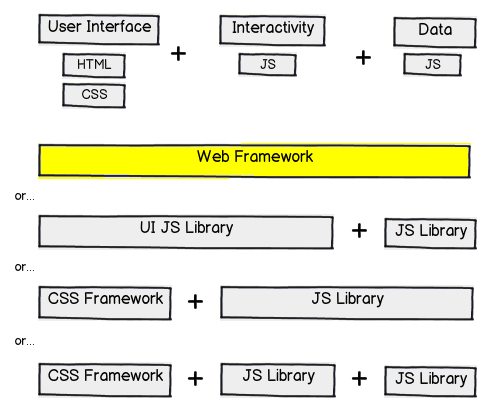 User Interface + Interactivity + Data
HTML JS JS
CSS
Web Framework
or...
UI JS Library + JS Library
or...
CSS Framework + JS Library
or...
CSS Framework + JS Library + JS Library